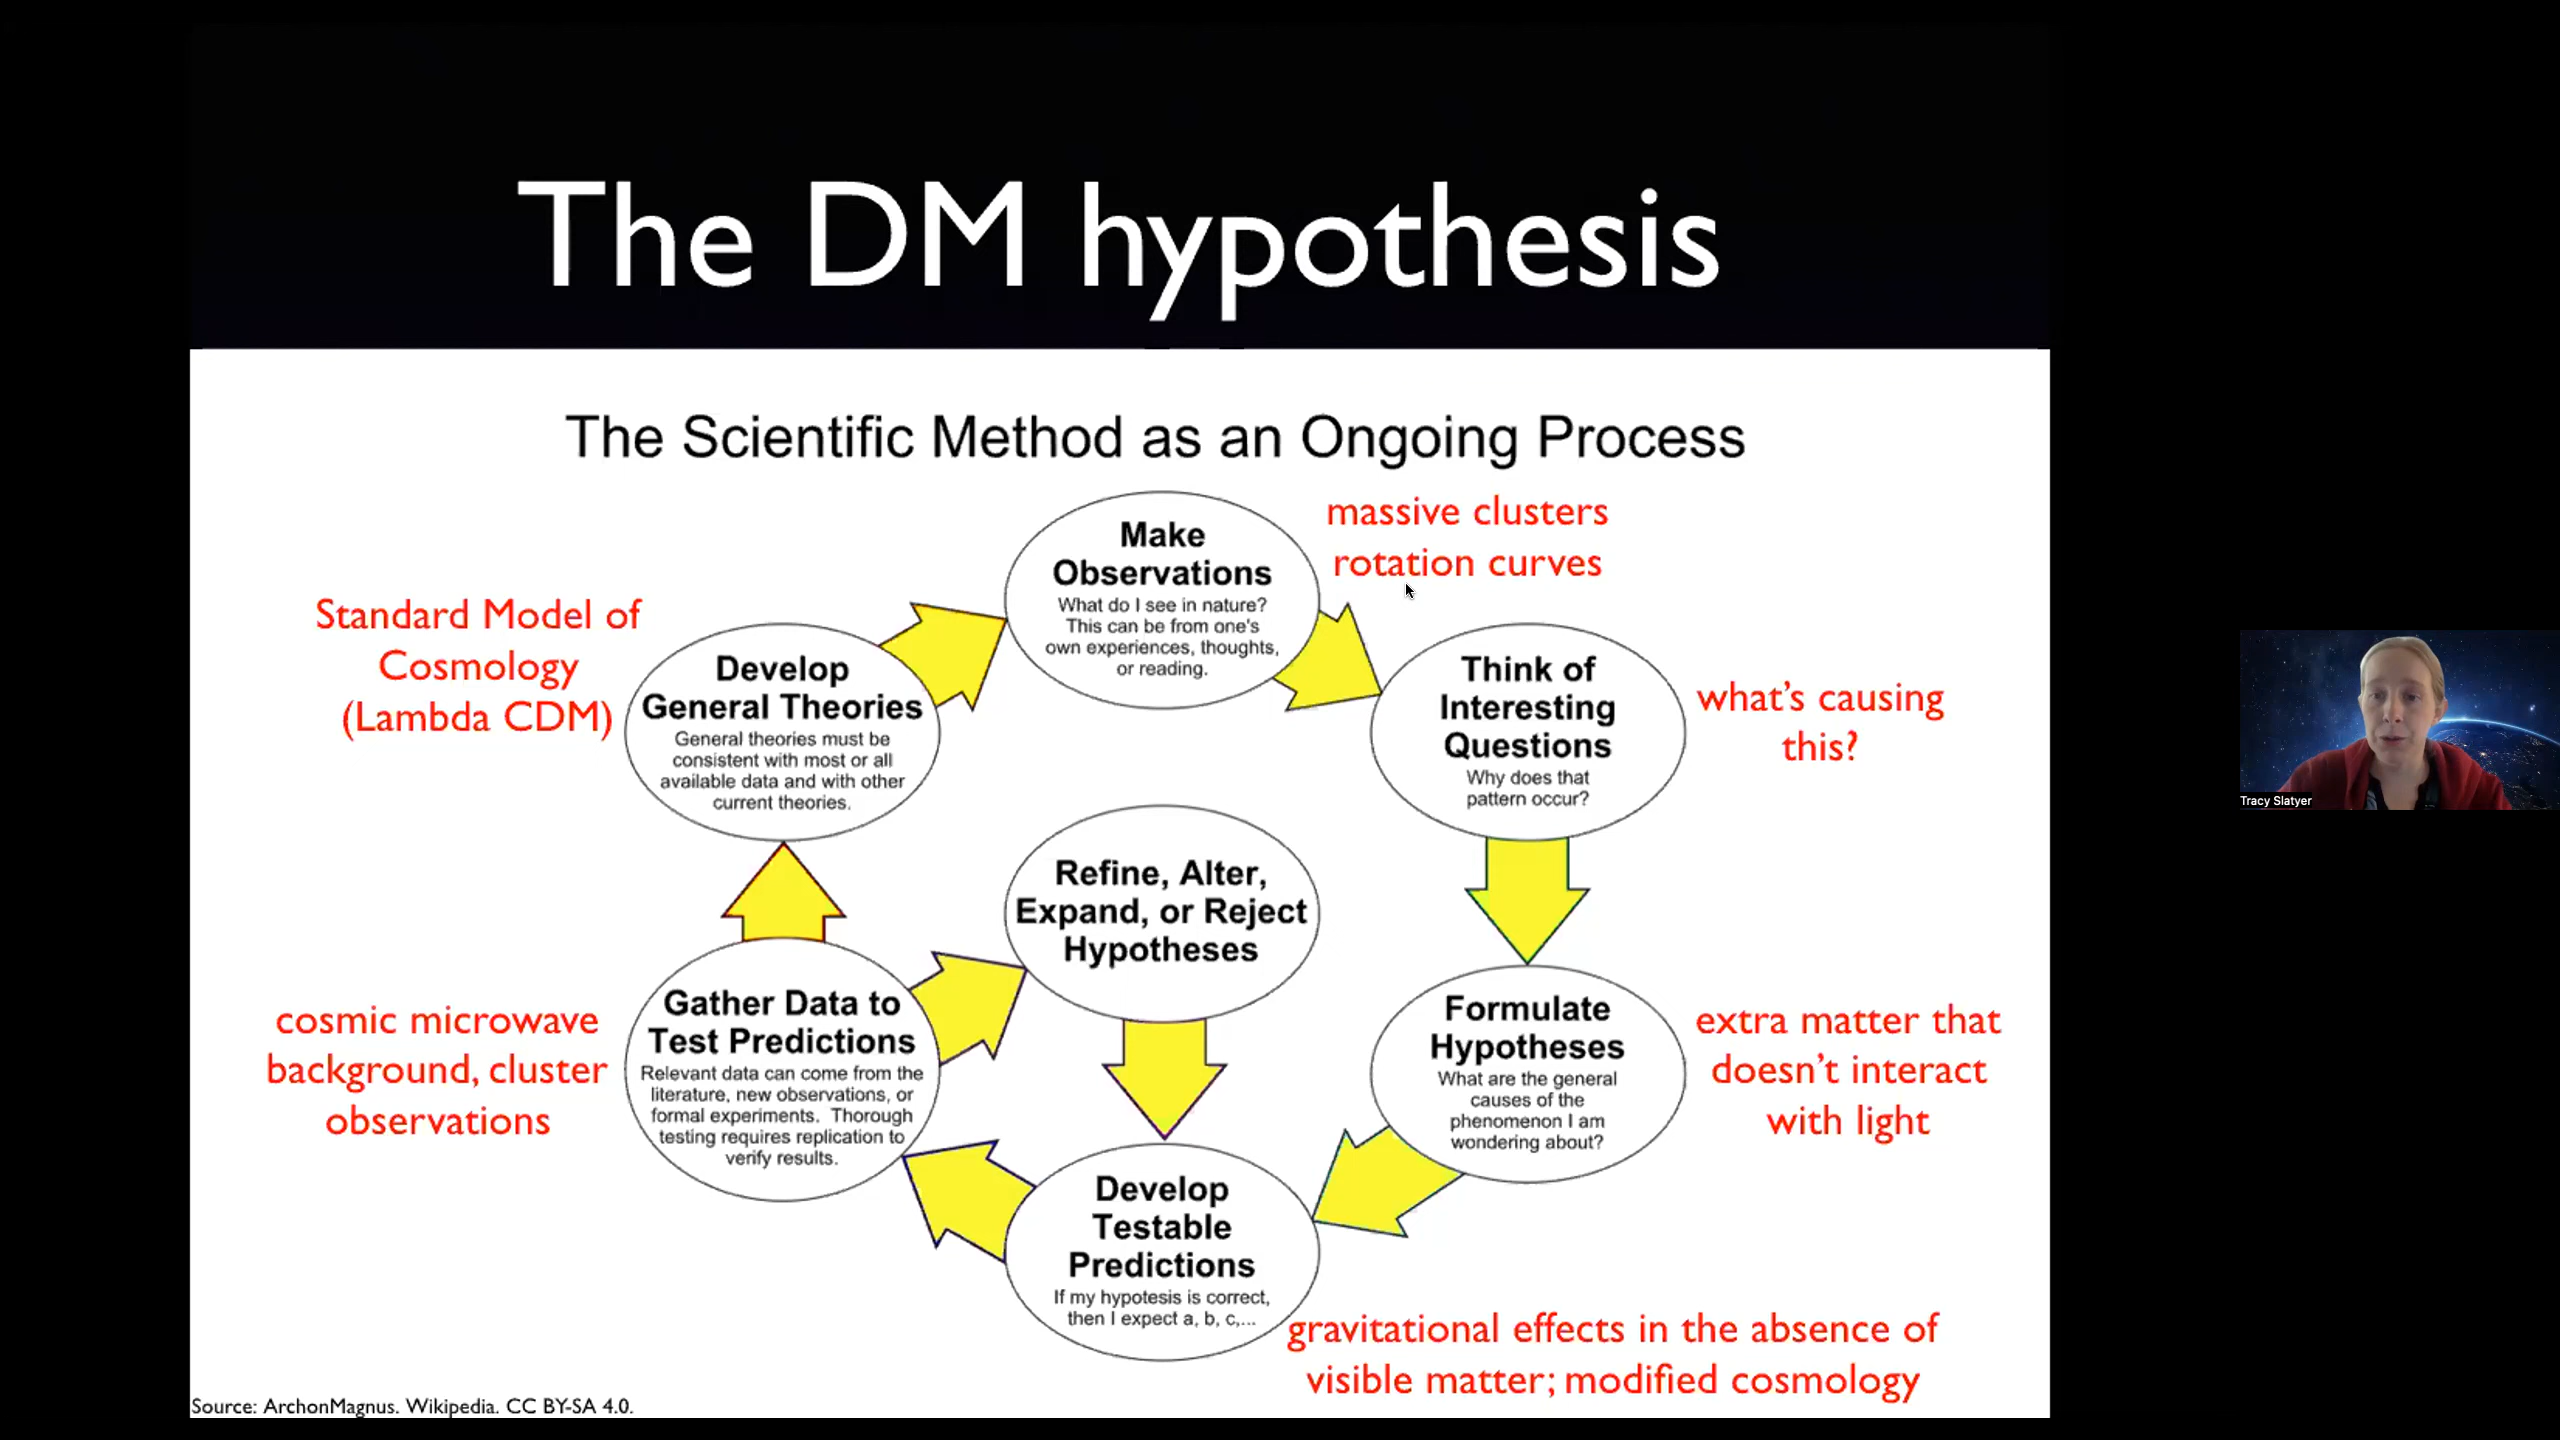 The DM hypothesis
The Scientific Method as an Ongoing Process
Make
Observations
What do I see in nature?
This can be from one's
own experiences, thoughts,
or reading.
massive clusters
rotation curves
Think of
Interesting
Questions
Why does that
pattern occur?
what's causing
this?
Formulate
Hypotheses
What are the general
causes of the
phenomenon I am
wondering about?
extra matter that
doesn't interact
with light
Develop
Testable
Predictions
If my hypotesis is correct,
then I expect a, b, c,...
gravitational effects in the absence of
visible matter; modified cosmology
Gather Data to
Test Predictions
Relevant data can come from the
literature, new observations, or
formal experiments. Thorough
testing requires replication to
verify results.
cosmic microwave
background, cluster
observations
Refine, Alter,
Expand, or Reject
Hypotheses
Develop
General Theories
General theories must be
consistent with most or all
available data and with other
current theories.
Standard Model of
Cosmology
(Lambda CDM)
Source: ArchonMagnus. Wikipedia. CC BY-SA 4.0.
Tracy Slatyer